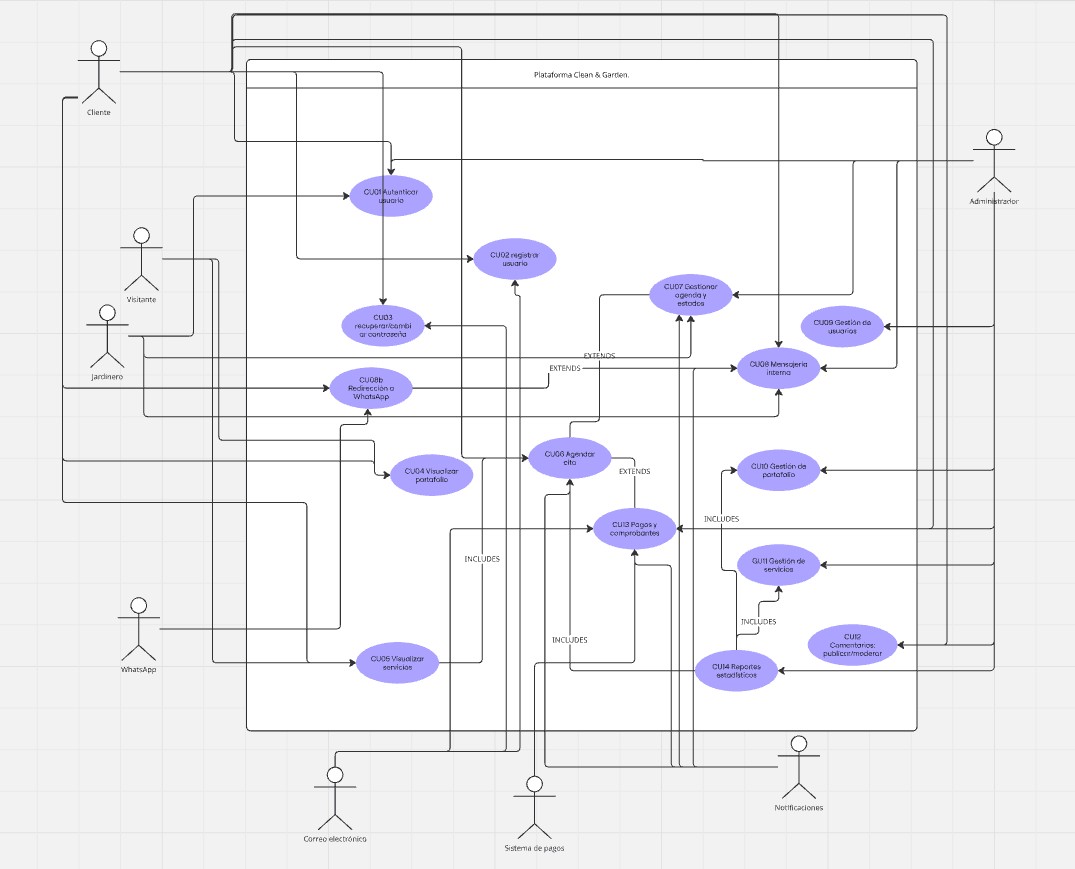 Plataforma Clean & Garden.
Cliente
Administrador
CU01 Autenticar
usuario
Visitante
CU02 registrar
usuario
CU07 Gestionar
agenda y
estados
CU03
recuperar/cambi
ar contraseña
CU09 Gestión de
usuarios
Jardinero
EXTENDS
EXTENDS
CU08 Mensajería
interna
CU08b
Redirección a
WhatsApp
CU06 Agendar
cita
CU04 Visualizar
portafolio
EXTENDS
CU10 Gestión de
portafolio
INCLUDES
CU13 Pagos y
comprobantes
INCLUDES
CU11 Gestión de
servicios
INCLUDES
INCLUDES
CU12
Comentarios:
publicar/moderar
WhatsApp
CU05 Visualizar
servicios
CU14 Reportes
estadísticos
Notificaciones
Correo electrónico
Sistema de pagos